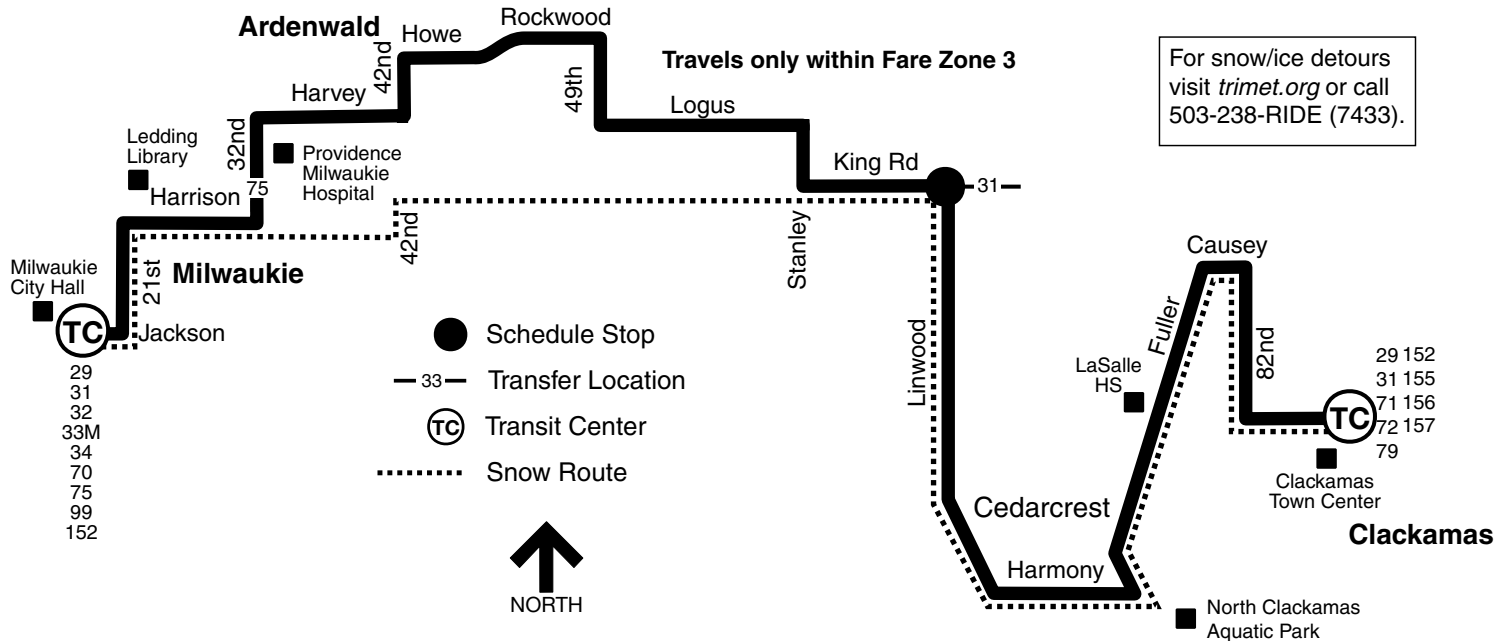 Ardenwald
Howe
Rockwood
42nd
Harvey
32nd
49th
Travels only within Fare Zone 3
Logus
For snow/ice detours
visit trimet.org or call
503-238-RIDE (7433).
Ledding
Library
Providence
Milwaukie
Hospital
75
Harrison
King Rd
31
42nd
Stanley
Milwaukie
City Hall
21st
Milwaukie
TC
Jackson
29
31
32
33M
34
70
75
99
152
Schedule Stop
33
Transfer Location
TC
Transit Center
Snow Route
NORTH
Linwood
Cedarcrest
Harmony
LaSalle
HS
Fuller
Causey
82nd
TC
29 152
31 155
71 156
72 157
79
Clackamas
Town Center
Clackamas
North Clackamas
Aquatic Park